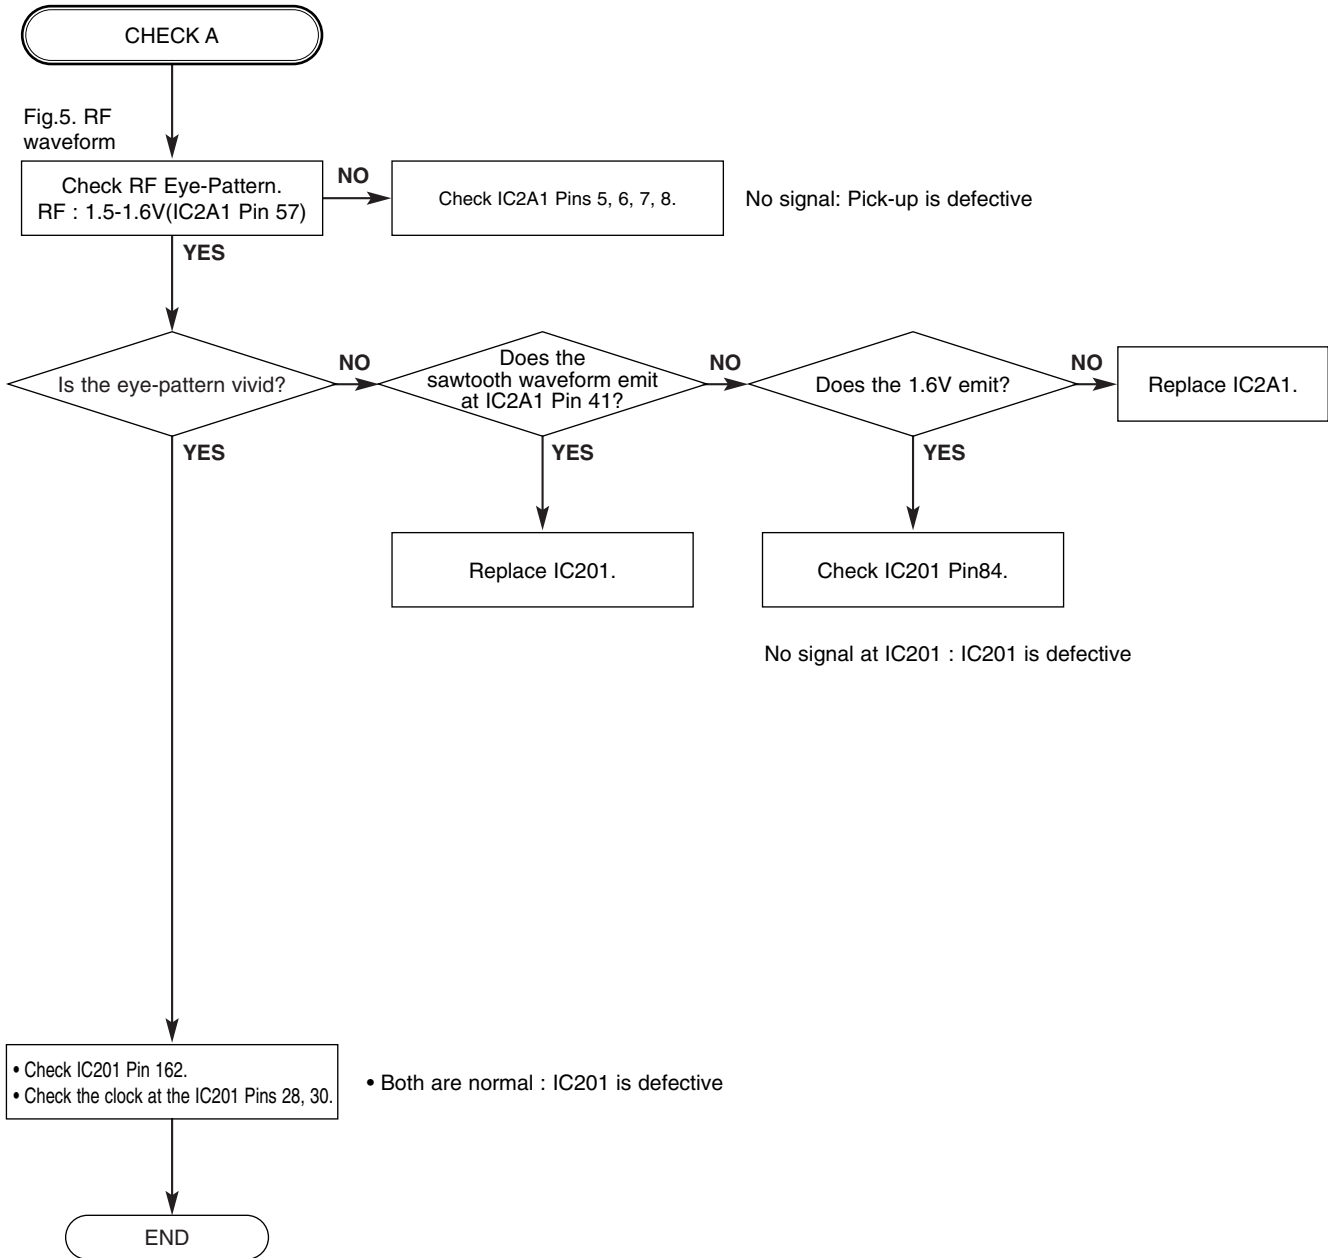 CHECK A
Fig.5. RF
waveform
Check RF Eye-Pattern.
RF : 1.5-1.6V(IC2A1 Pin 57)
NO
Check IC2A1 Pins 5, 6, 7, 8.
No signal: Pick-up is defective
YES
Is the eye-pattern vivid?
NO
Does the
sawtooth waveform emit
at IC2A1 Pin 41?
NO
Does the 1.6V emit?
NO
Replace IC2A1.
YES
YES
YES
Replace IC201.
Check IC201 Pin84.
No signal at IC201 : IC201 is defective
• Check IC201 Pin 162.
• Check the clock at the IC201 Pins 28, 30.
• Both are normal : IC201 is defective
END